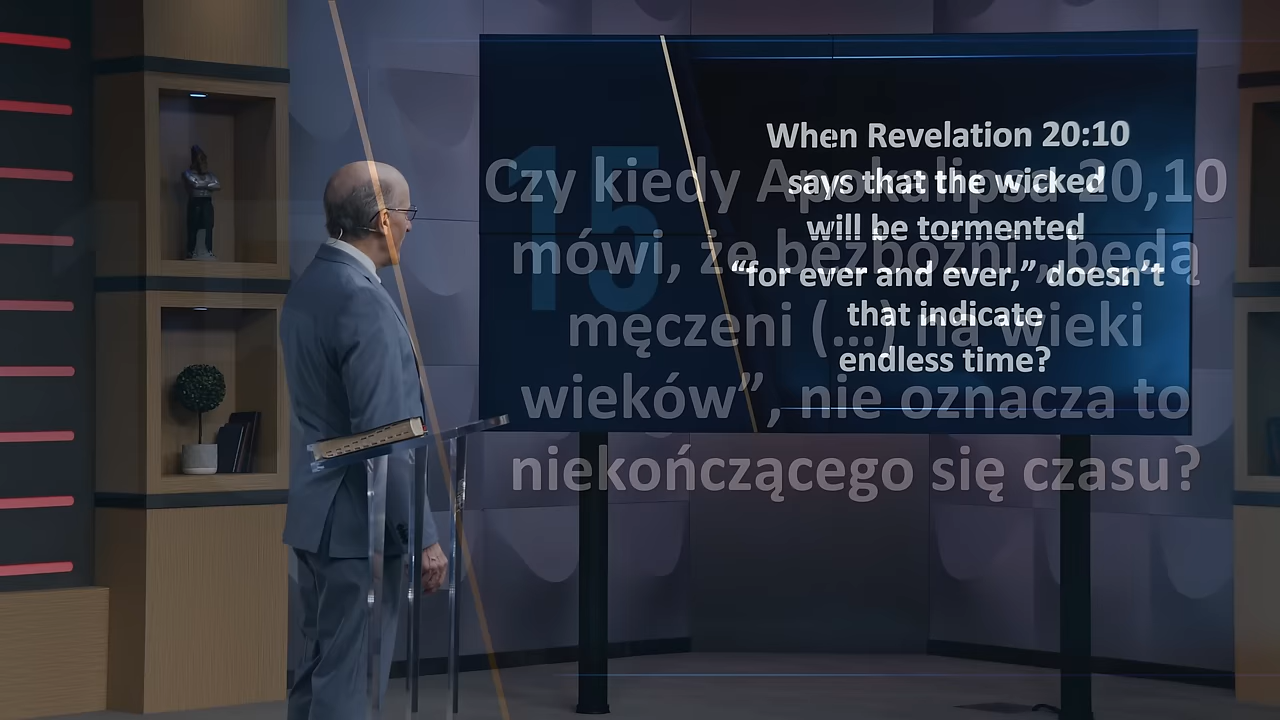 15
When Revelation 20:10
says that the wicked
will be tormented
“for ever and ever,” doesn’t
that indicate
endless time?
Czy kiedy Apokalipsa 20,10
mówi, że bezbożni „będą
męczeni (...) na wieki
wieków”, nie oznacza to
niekończącego się czasu?